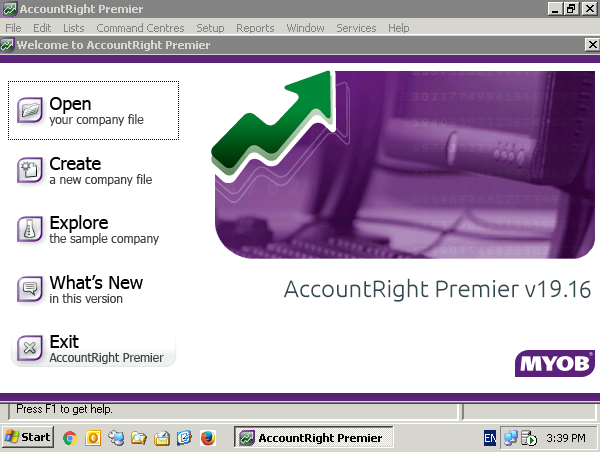 AccountRight Premier
File Edit Lists Command Centres Setup Reports Window Services Help
Welcome to AccountRight Premier
Open
your company file
Create
a new company file
Explore
the sample company
What's New
in this version
Exit
AccountRight Premier
AccountRight Premier v19.16
MYOB
Press F1 to get help.
Start
AccountRight Premier
EN
3:39 PM